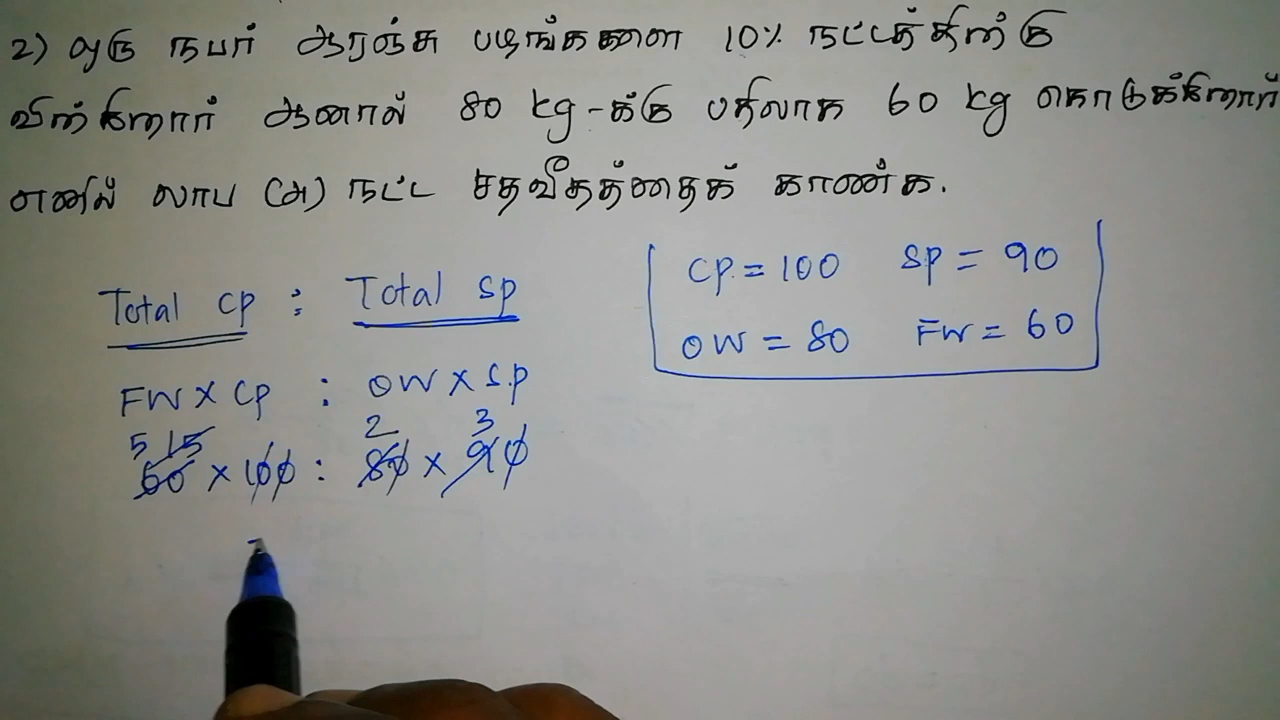 2) ஒரு நபர் ஆரஞ்சு பழங்களை 10% நட்டத்திற்கு
விற்கிறார் ஆனால் 80 kg-க்கு பதிலாக 60 kg கொடுக்கிறார்
எனில் லாப (அ) நட்ட சதவீதத்தைக் காண்க.
CP = 100 SP = 90
OW = 80 FW = 60
Total CP : Total SP
FW x CP : OW x S.P
5 15 2 3
60 x 100 : 80 x 90